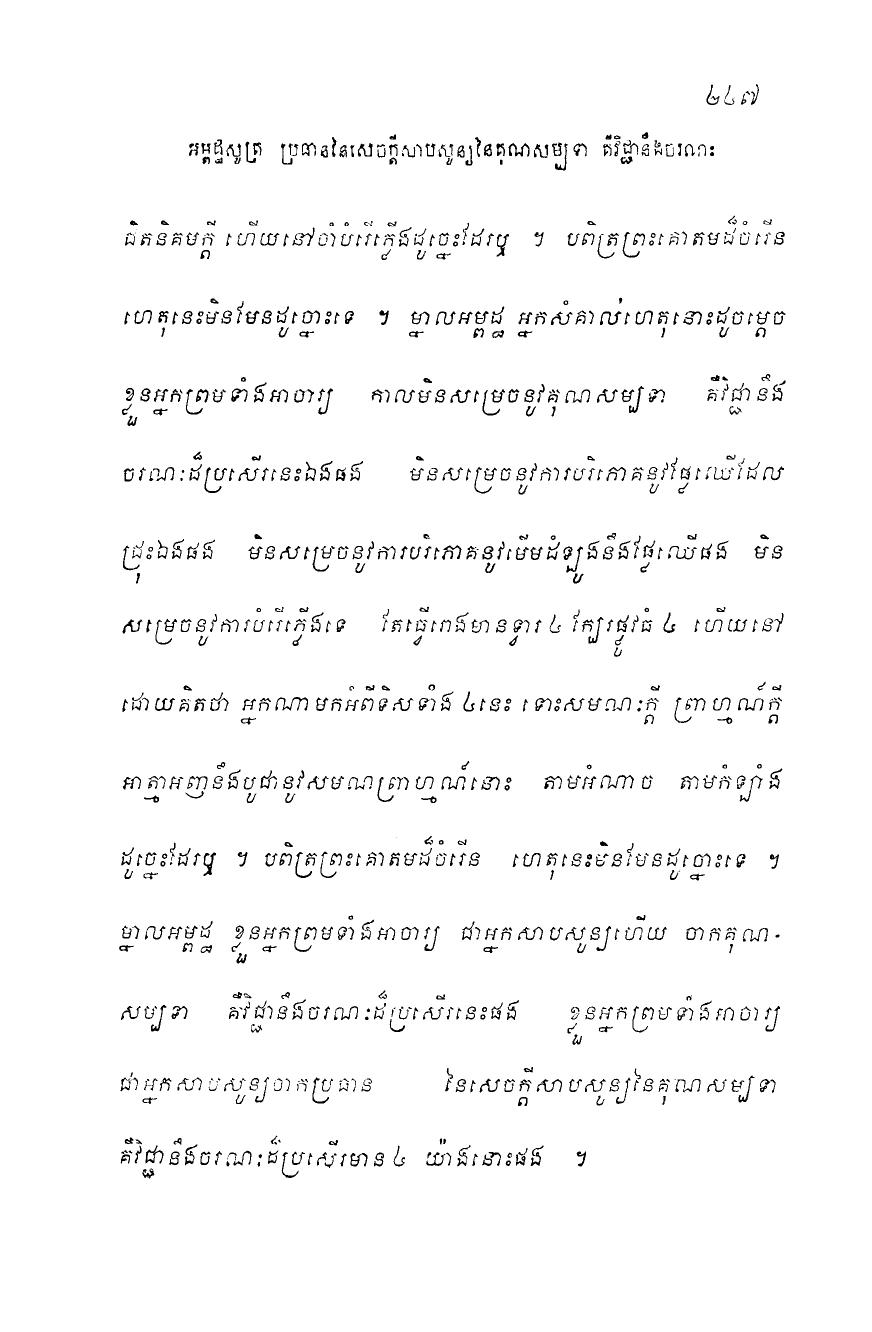 ២៤៧
អម្ពដ្ឋសូត្រ ប្រធាននៃសេចក្តីសាបសូន្យនៃគុណសម្បទា គឺវិជ្ជានឹងចរណៈ
ជិតនិគមក្តី ហើយនៅចាំបំរើភ្លើងដូច្នេះដែរឬ ។ បពិត្រព្រះគោតមដ៏ចំរើន
ហេតុនេះមិនមែនដូច្នោះទេ ។ ម្នាលអម្ពដ្ឋ អ្នកសំគាល់ហេតុនោះដូចម្តេច
ខ្លួនអ្នកព្រមទាំងអាចារ្យ កាលមិនសម្រេចនូវគុណសម្បទា គឺវិជ្ជានឹង
ចរណៈដ៏ប្រសើរនេះឯងផង មិនសម្រេចនូវការបរិភោគនូវផ្លែឈើដែល
ជ្រុះឯងផង មិនសម្រេចនូវការបរិភោគនូវមើមដំឡូងនឹងផ្លែឈើផង មិន
សម្រេចនូវការបំរើភ្លើងទេ តែធ្វើរោងមានទ្វារ ៤ ក្បែរផ្លូវធំ ៤ ហើយនៅ
ដោយគិតថា អ្នកណាមកអំពីទិសទាំង ៤នេះ ទោះសមណៈក្តី ព្រាហ្មណ៍ក្តី
អាត្មាអញនឹងបូជានូវសមណព្រាហ្មណ៍នោះ តាមអំណាច តាមកំឡាំង
ដូច្នេះដែរឬ ។ បពិត្រព្រះគោតមដ៏ចំរើន ហេតុនេះមិនមែនដូច្នោះទេ ។
ម្នាលអម្ពដ្ឋ ខ្លួនអ្នកព្រមទាំងអាចារ្យ ជាអ្នកសាបសូន្យហើយ ចាកគុណ-
សម្បទា គឺវិជ្ជានឹងចរណៈដ៏ប្រសើរនេះផង ខ្លួនអ្នកព្រមទាំងអាចារ្យ
ជាអ្នកសាបសូន្យចាកប្រធាន នៃសេចក្តីសាបសូន្យនៃគុណសម្បទា
គឺវិជ្ជានឹងចរណៈដ៏ប្រសើរមាន ៤ យ៉ាងនោះផង ។